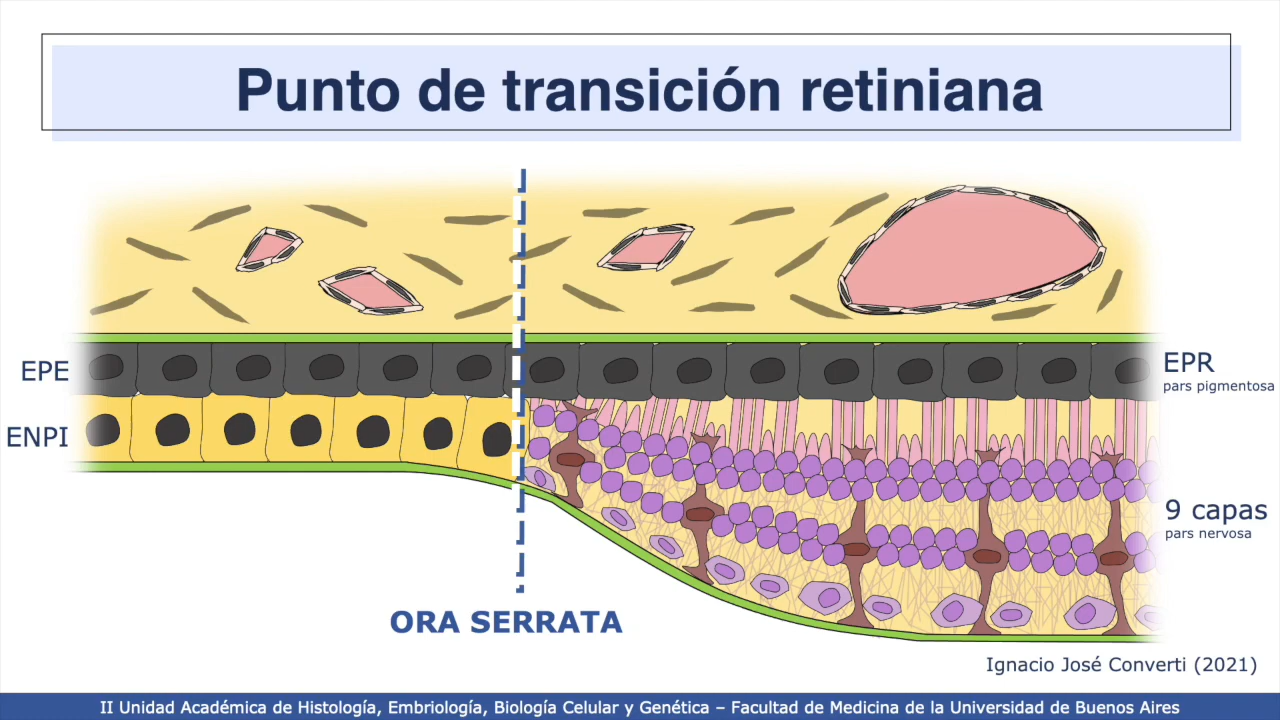 Punto de transición retiniana
EPE
ENPI
EPR
pars pigmentosa
9 capas
pars nervosa
ORA SERRATA
Ignacio José Converti (2021)
II Unidad Académica de Histología, Embriología, Biología Celular y Genética – Facultad de Medicina de la Universidad de Buenos Aires